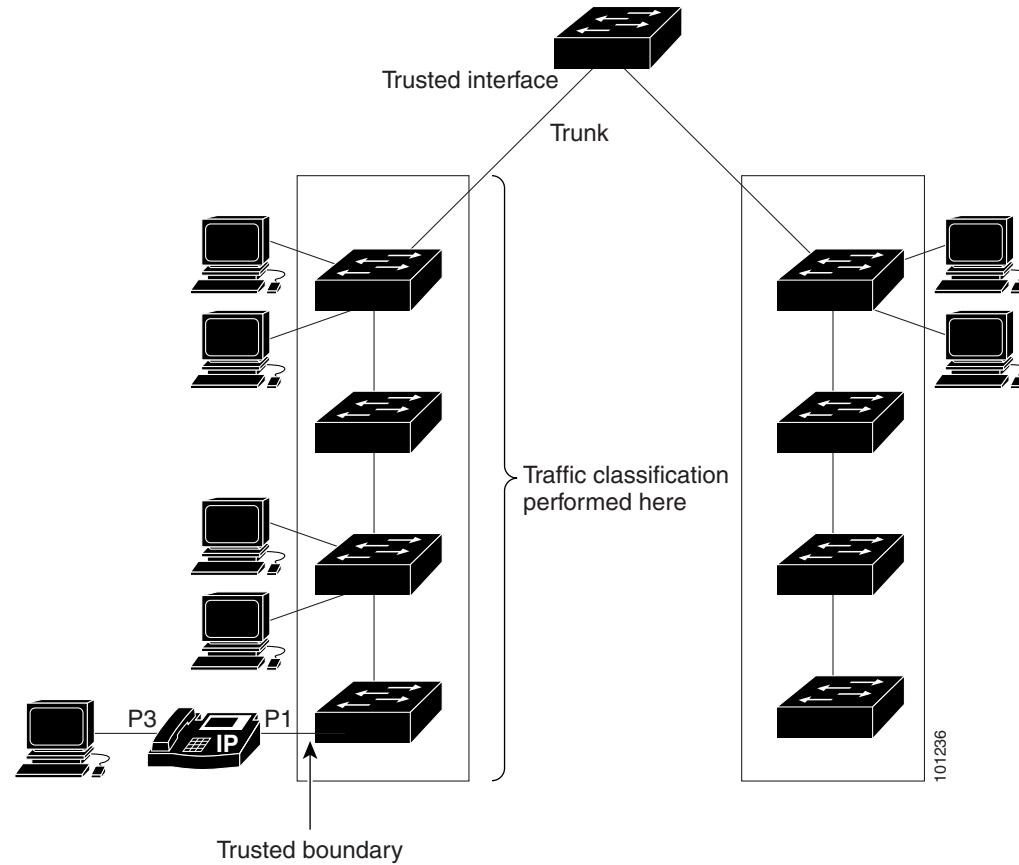 Trusted interface
Trunk
Traffic classification
performed here
P3
IP
P1
101236
Trusted boundary